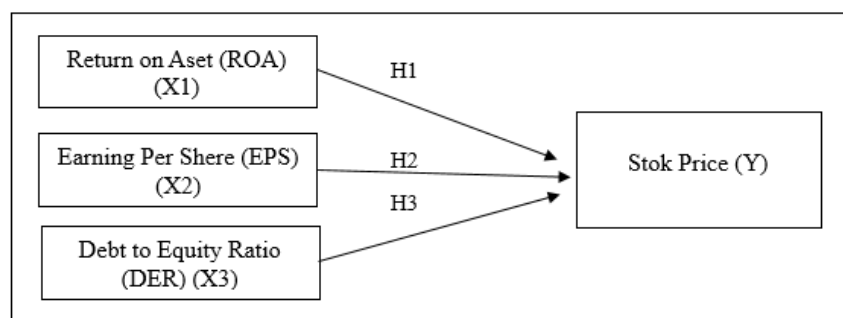 Return on Aset (ROA)
(X1)
H1
Earning Per Shere (EPS)
(X2)
H2
Stok Price (Y)
H3
Debt to Equity Ratio
(DER) (X3)